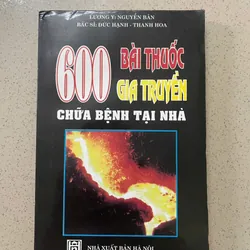 LƯƠNG Y: NGUYỄN BÂN
BÁC SĨ: ĐỨC HẠNH - THANH HOA
600 BÀI THUỐC
GIA TRUYỀN
CHỮA BỆNH TẠI NHÀ
NHÀ XUẤT BẢN HÀ NỘI